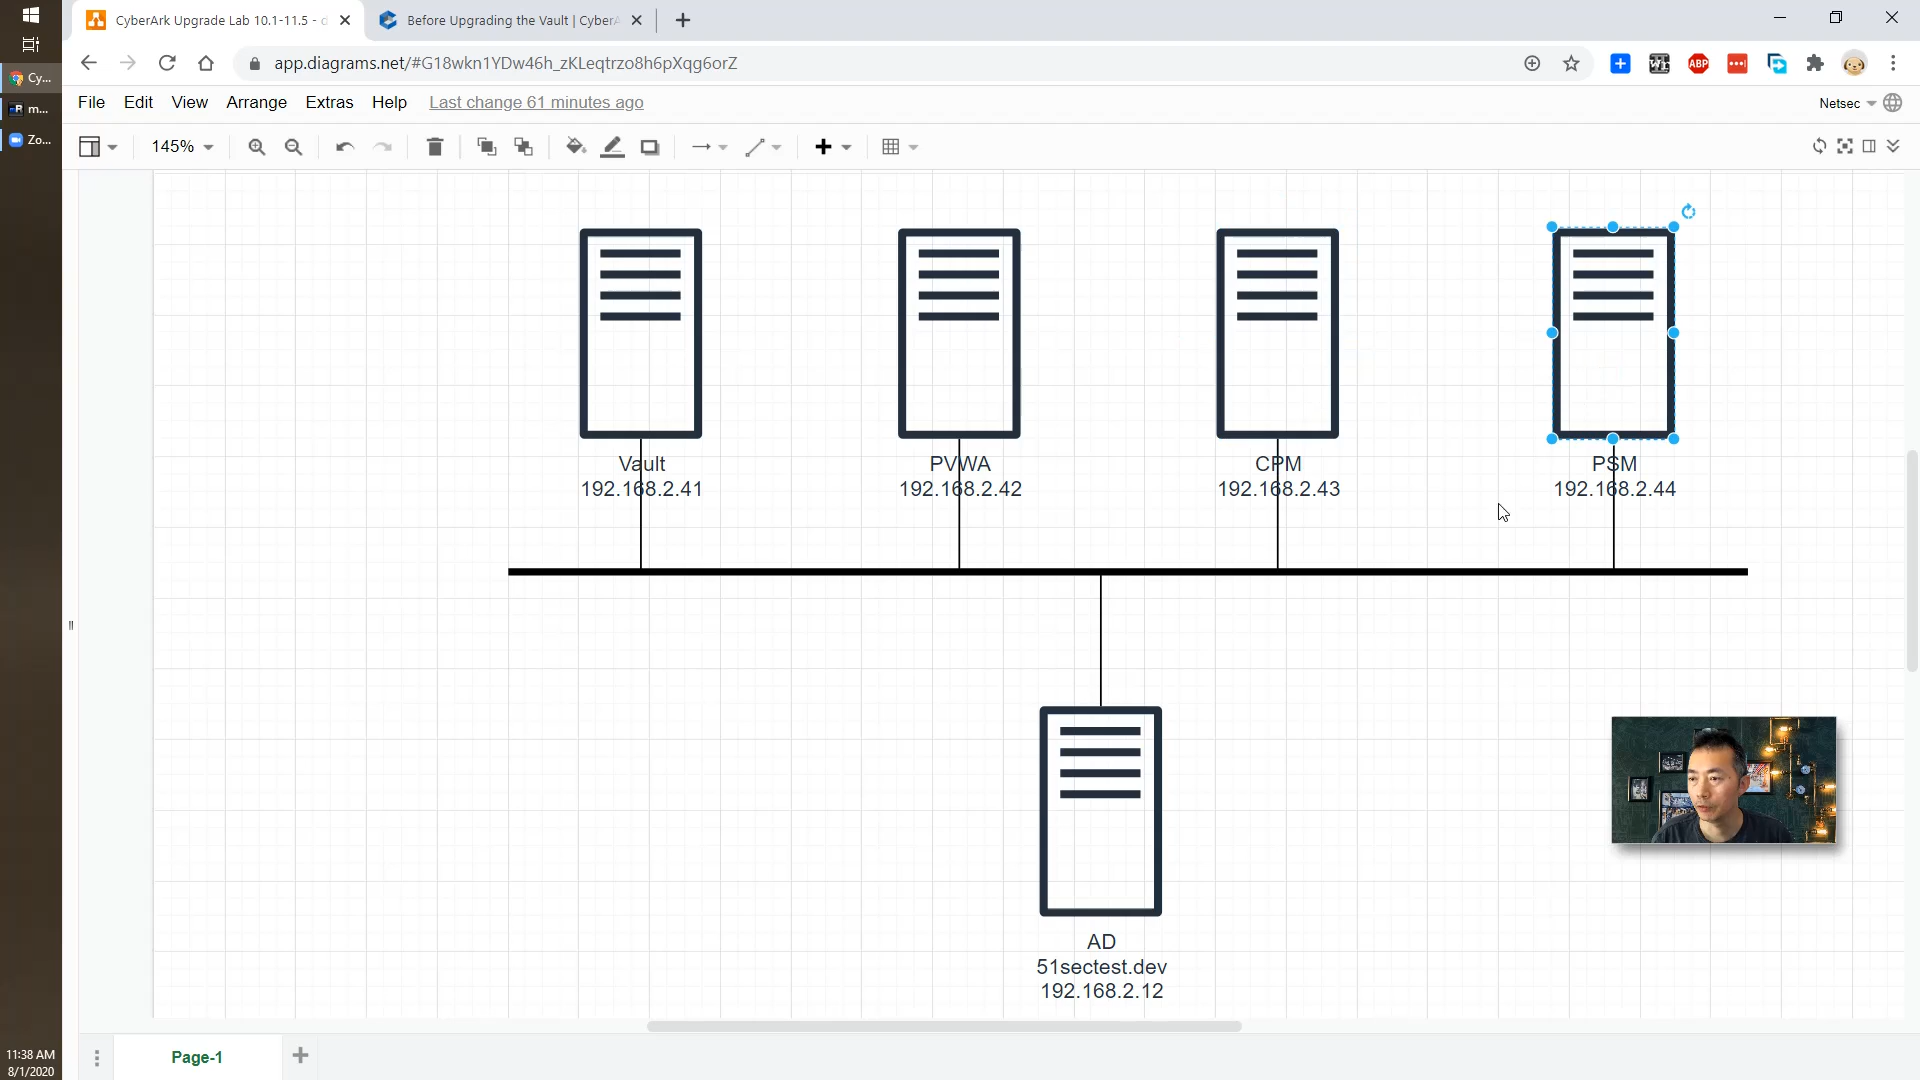 CyberArk Upgrade Lab 10.1-11.5 - d
Before Upgrading the Vault | CyberA
Cy...
m...
Zo...
app.diagrams.net/#G18wkn1YDw46h_zKLeqtrzo8h6pXqg6orZ
ABP
File Edit View Arrange Extras Help Last change 61 minutes ago
Netsec
145%
Vault
192.168.2.41
PVWA
192.168.2.42
CPM
192.168.2.43
PSM
192.168.2.44
AD
51sectest.dev
192.168.2.12
Page-1
11:38 AM
8/1/2020